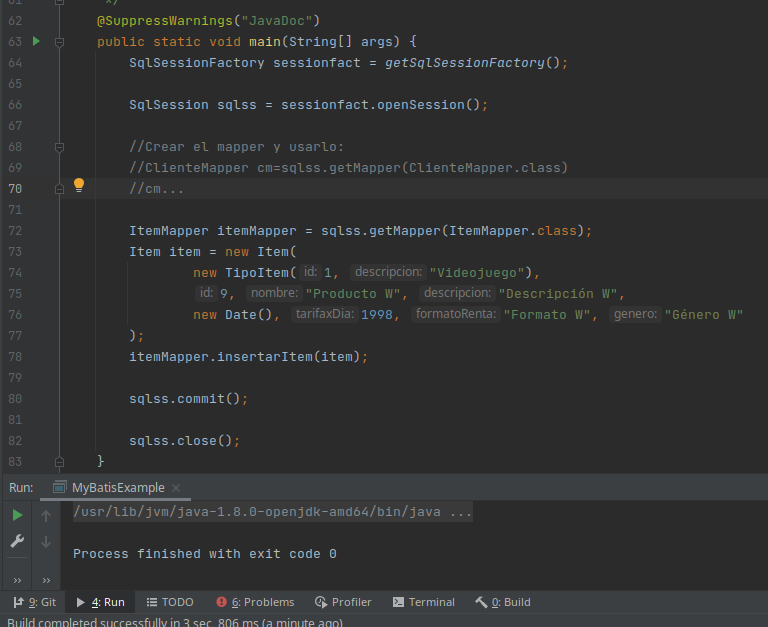 61 */
62 @SuppressWarnings("JavaDoc")
63 public static void main(String[] args) {
64 SqlSessionFactory sessionfact = getSqlSessionFactory();
65
66 SqlSession sqlss = sessionfact.openSession();
67
68 //Crear el mapper y usarlo:
69 //ClienteMapper cm=sqlss.getMapper(ClienteMapper.class)
70 //cm...
71
72 ItemMapper itemMapper = sqlss.getMapper(ItemMapper.class);
73 Item item = new Item(
74 new TipoItem( id: 1, descripcion: "Videojuego"),
75 id: 9, nombre: "Producto W", descripcion: "Descripción W",
76 new Date(), tarifaxDia: 1998, formatoRenta: "Formato W", genero: "Género W"
77 );
78 itemMapper.insertarItem(item);
79
80 sqlss.commit();
81
82 sqlss.close();
83 }
Run: MyBatisExample ×
/usr/lib/jvm/java-1.8.0-openjdk-amd64/bin/java ...
Process finished with exit code 0
» »
9: Git 4: Run TODO 6: Problems Profiler Terminal 0: Build
Build completed successfully in 3 sec, 806 ms (a minute ago)